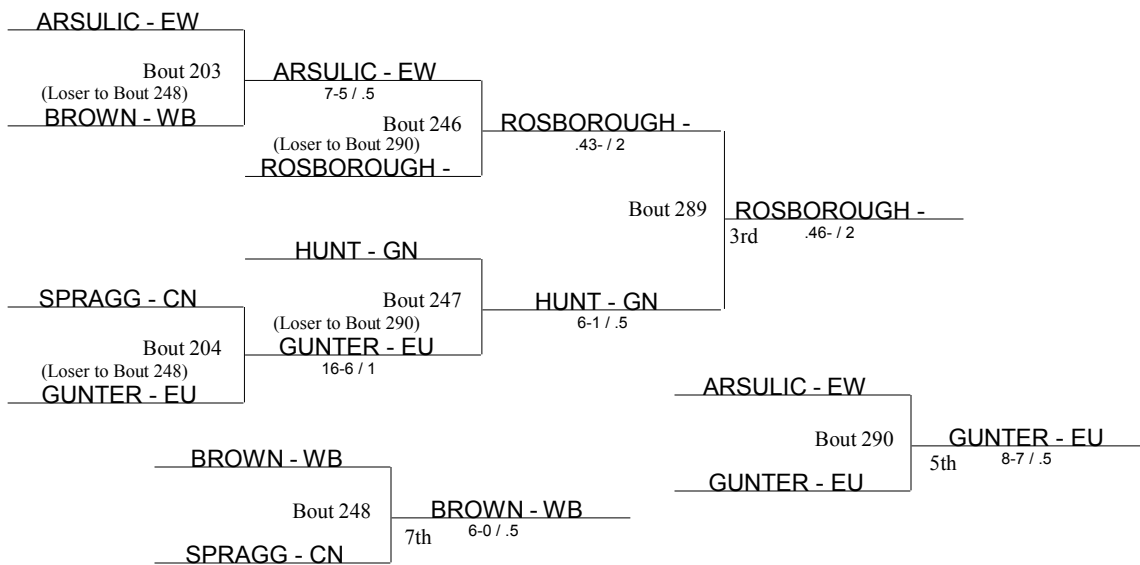 ARSULIC - EW
Bout 203
(Loser to Bout 248)
BROWN - WB
ARSULIC - EW
7-5 / .5
Bout 246
(Loser to Bout 290)
ROSBOROUGH -
ROSBOROUGH -
.43- / 2
Bout 289
ROSBOROUGH -
3rd
.46- / 2
HUNT - GN
Bout 247
(Loser to Bout 290)
GUNTER - EU
16-6 / 1
HUNT - GN
6-1 / .5
SPRAGG - CN
Bout 204
(Loser to Bout 248)
GUNTER - EU
ARSULIC - EW
Bout 290
GUNTER - EU
GUNTER - EU
5th
8-7 / .5
BROWN - WB
Bout 248
SPRAGG - CN
BROWN - WB
7th
6-0 / .5